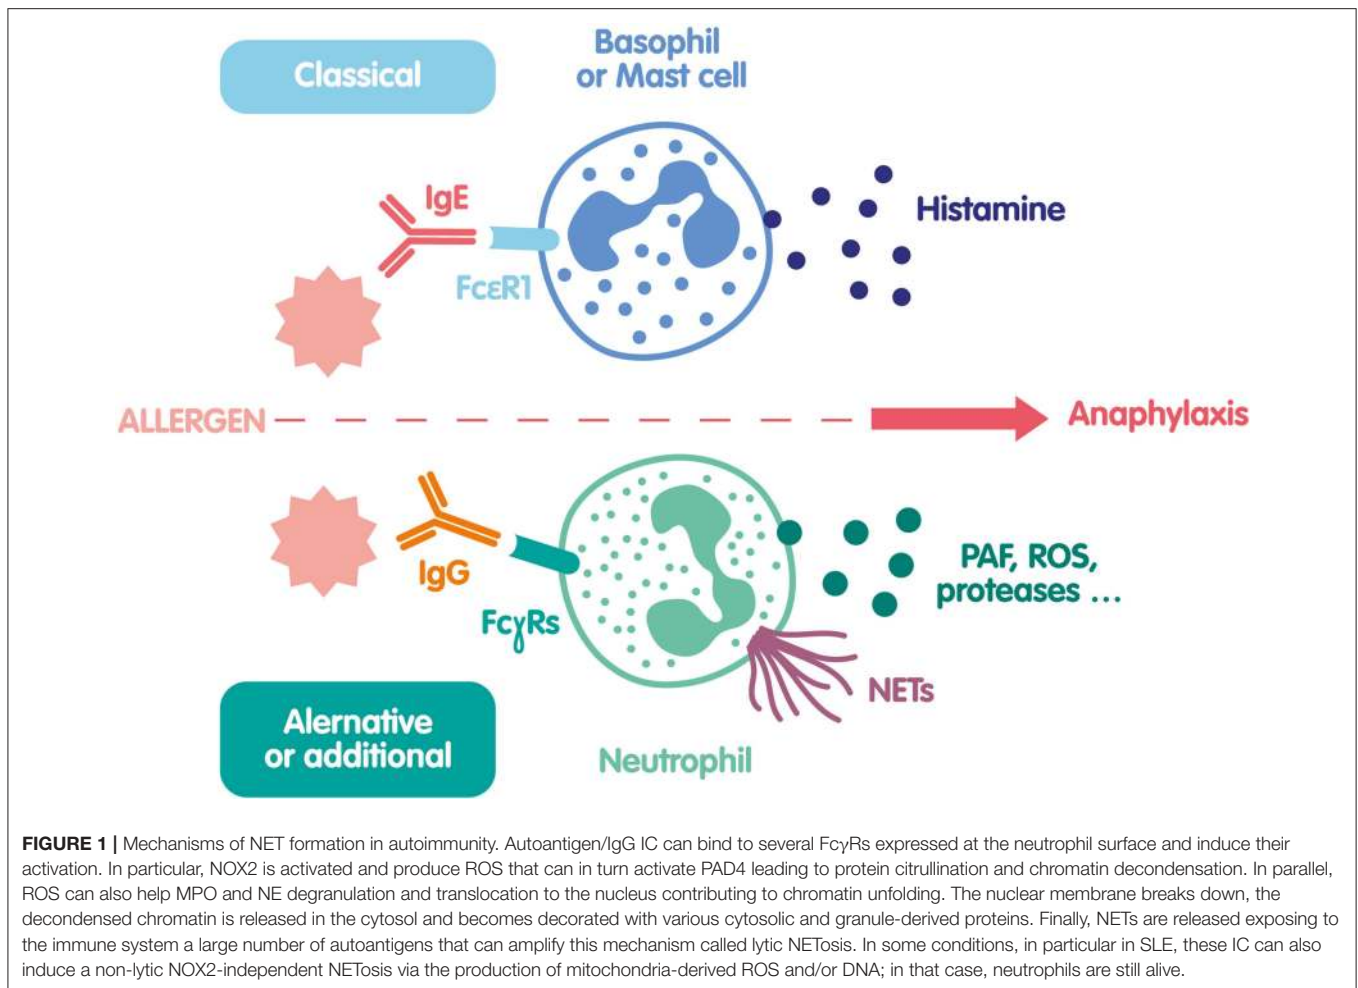 Classical
Basophil
or Mast cell
IgE
Histamine
FcεR1
ALLERGEN
Anaphylaxis
IgG
FcγRs
PAF, ROS,
proteases ...
NETs
Alernative
or additional
Neutrophil
FIGURE 1 | Mechanisms of NET formation in autoimmunity. Autoantigen/IgG IC can bind to several FcγRs expressed at the neutrophil surface and induce their
activation. In particular, NOX2 is activated and produce ROS that can in turn activate PAD4 leading to protein citrullination and chromatin decondensation. In parallel,
ROS can also help MPO and NE degranulation and translocation to the nucleus contributing to chromatin unfolding. The nuclear membrane breaks down, the
decondensed chromatin is released in the cytosol and becomes decorated with various cytosolic and granule-derived proteins. Finally, NETs are released exposing to
the immune system a large number of autoantigens that can amplify this mechanism called lytic NETosis. In some conditions, in particular in SLE, these IC can also
induce a non-lytic NOX2-independent NETosis via the production of mitochondria-derived ROS and/or DNA; in that case, neutrophils are still alive.